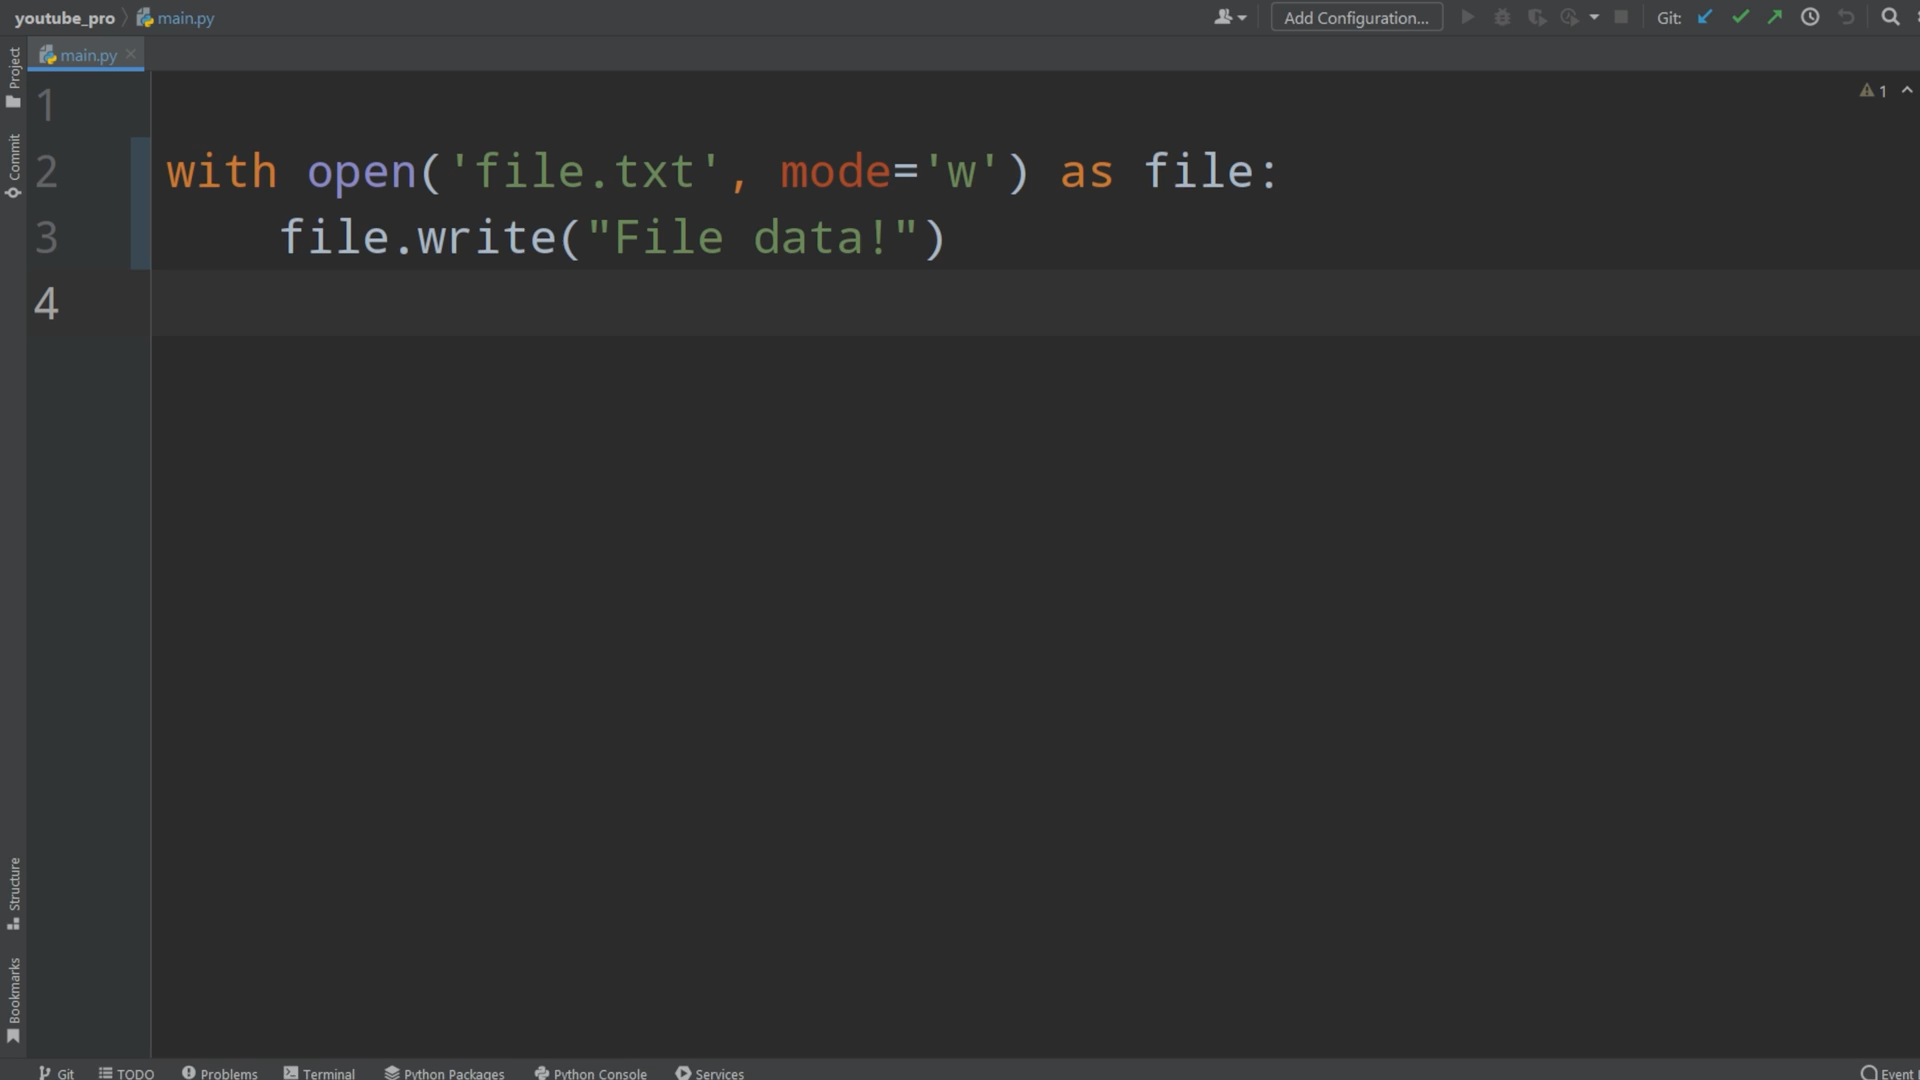 youtube_pro main.py Add Configuration... Git:
main.py
Project
Commit
Structure
Bookmarks
1
2 with open('file.txt', mode='w') as file:
3     file.write("File data!")
4
1
Git TODO Problems Terminal Python Packages Python Console Services Event